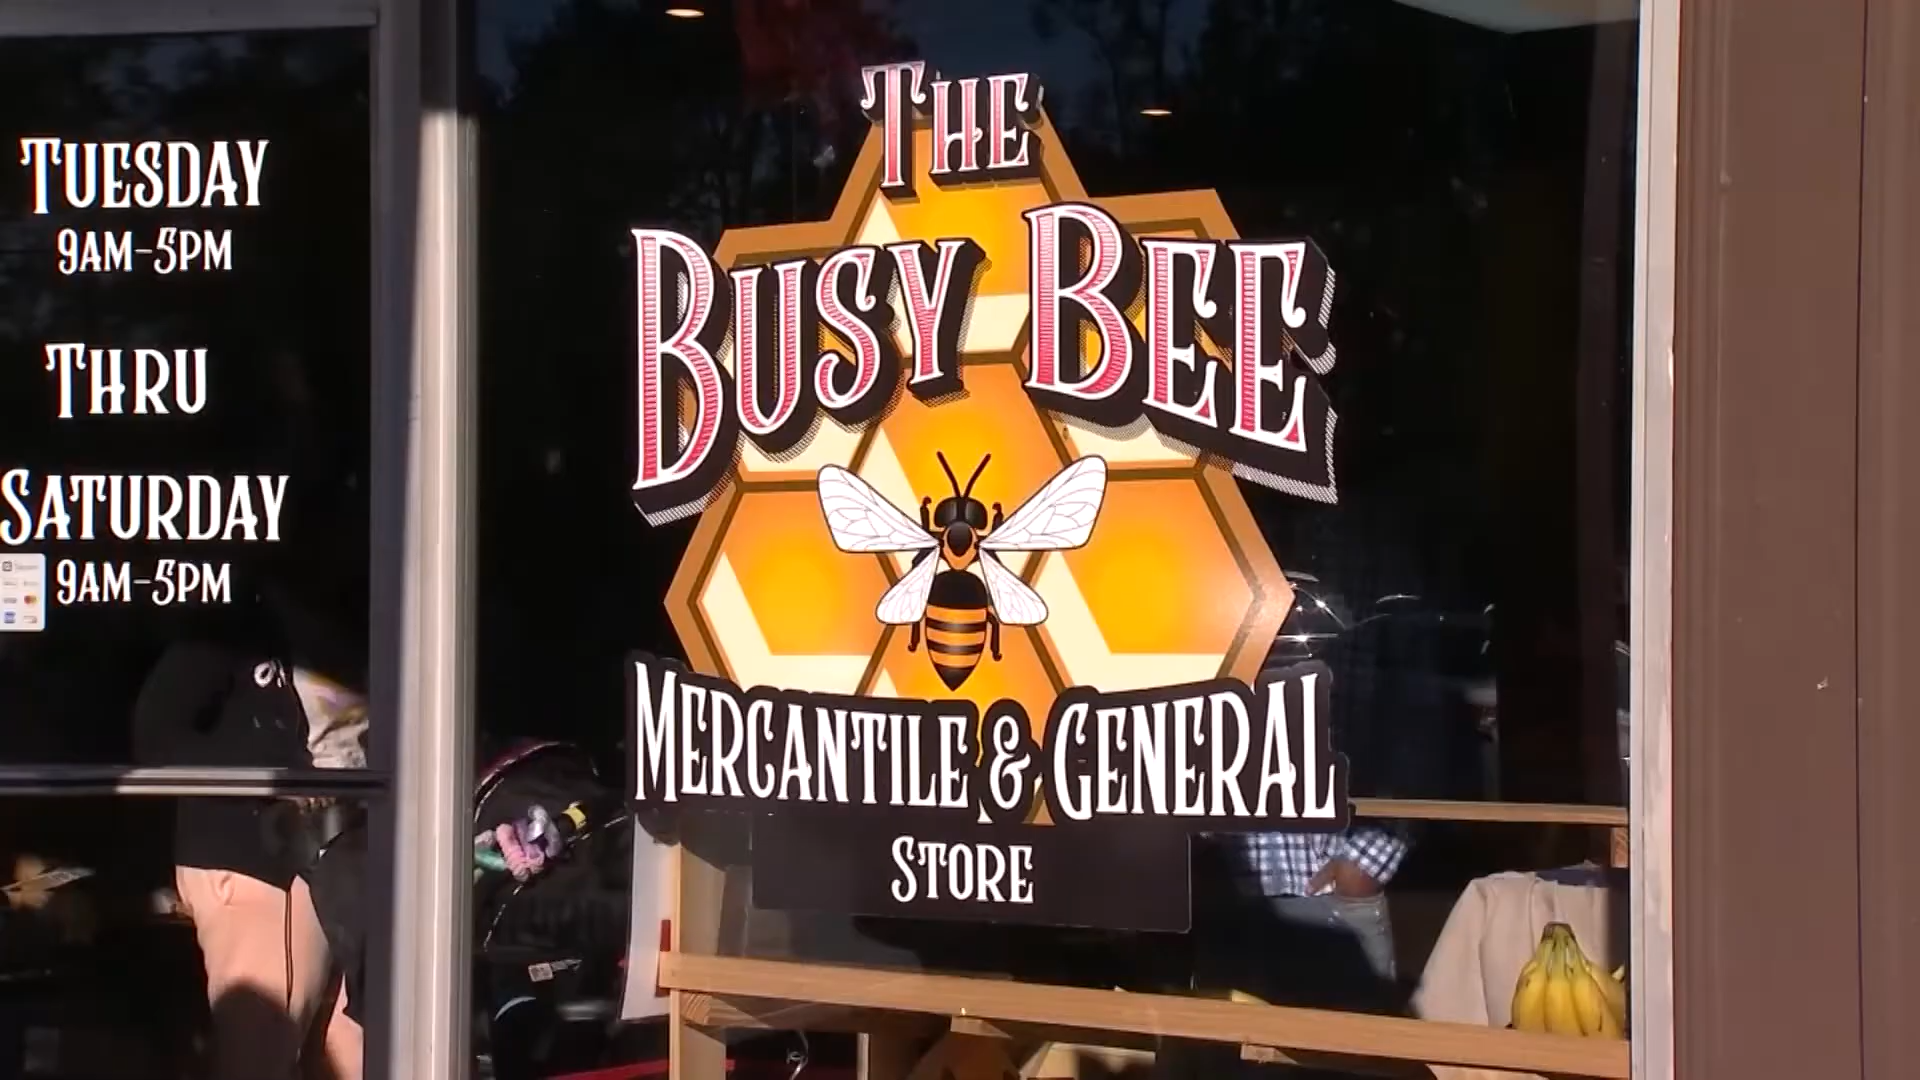 TUESDAY
9AM-5PM
THRU
SATURDAY
9AM-5PM
THE
BUSY BEE
MERCANTILE & GENERAL
STORE